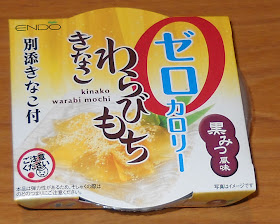 ENDO
別添きなこ付
きなこ
わらびもち
kinako
warabi mochi
0
ゼロカロリー
黒みつ風味
ご注意
ください
写真はイメージです。